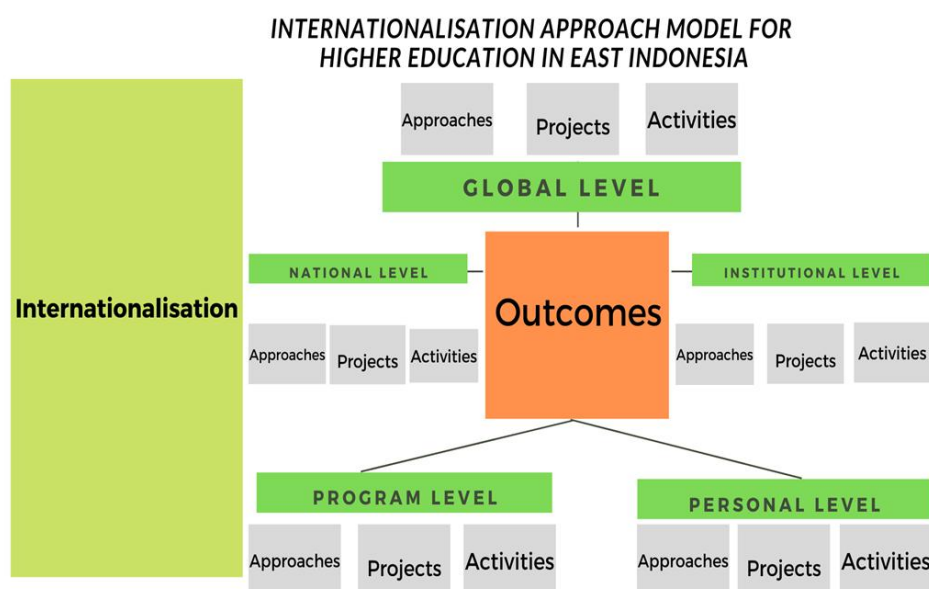 INTERNATIONALISATION APPROACH MODEL FOR
HIGHER EDUCATION IN EAST INDONESIA
Approaches Projects Activities
GLOBAL LEVEL
Internationalisation
NATIONAL LEVEL
Approaches Projects Activities
Outcomes
INSTITUTIONAL LEVEL
Approaches Projects Activities
PROGRAM LEVEL
Approaches Projects Activities
PERSONAL LEVEL
Approaches Projects Activities